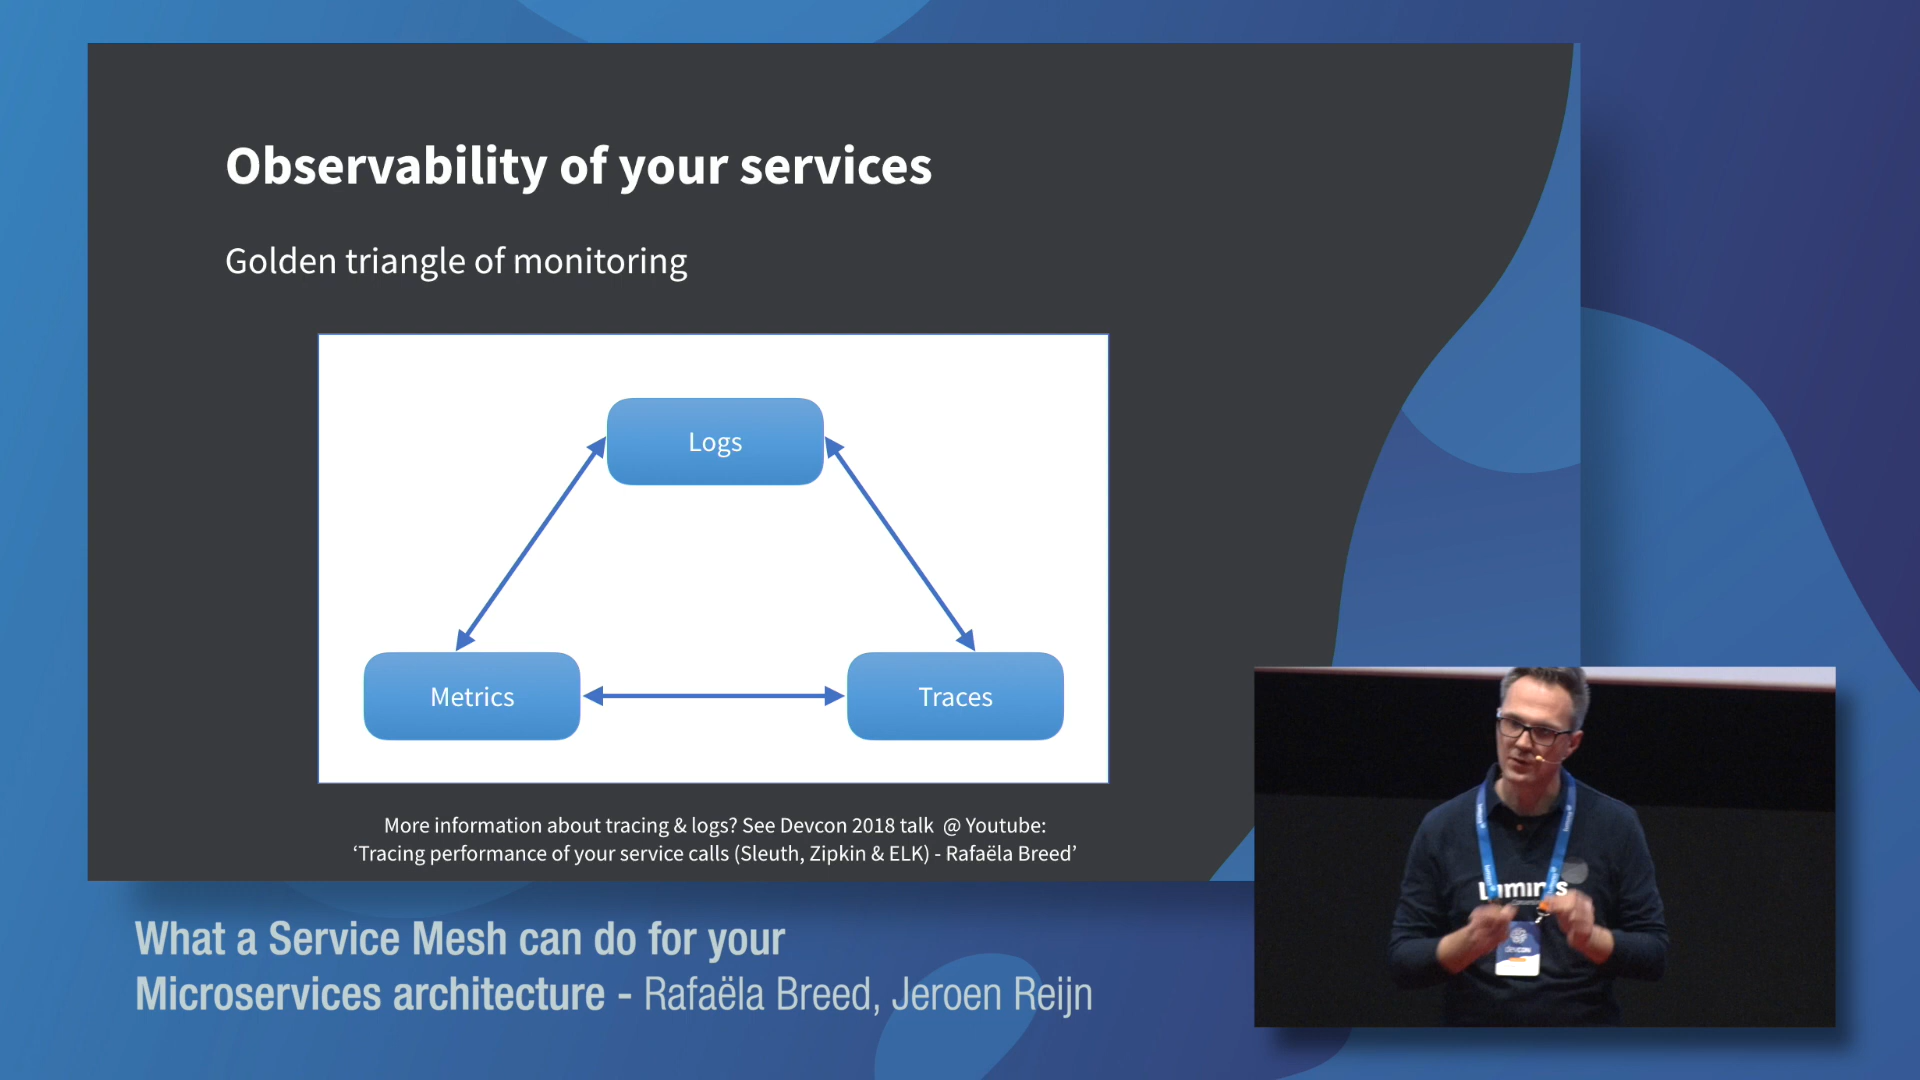 Observability of your services
Golden triangle of monitoring
Logs
Metrics
Traces
More information about tracing & logs? See Devcon 2018 talk @ Youtube:
‘Tracing performance of your service calls (Sleuth, Zipkin & ELK) - Rafaëla Breed’
What a Service Mesh can do for your
Microservices architecture - Rafaëla Breed, Jeroen Reijn
Luminis
devcon